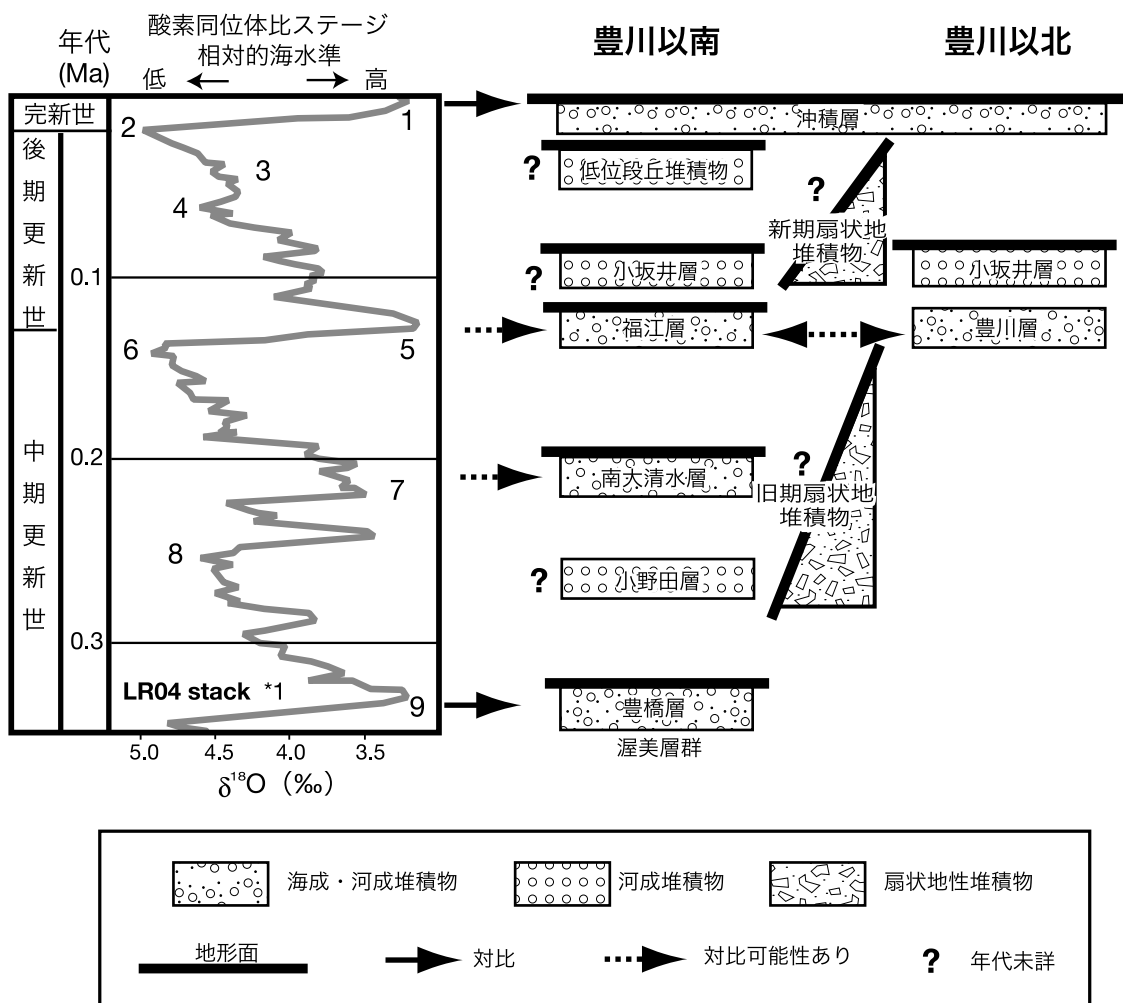 酸素同位体比ステージ
年代
(Ma)
相対的海水準
低
高
豊川以南
豊川以北
完新世
後期更新世
中期更新世
0.1
0.2
0.3
1
2
3
4
5
6
7
8
9
LR04 stack *1
5.0
4.5
4.0
3.5
δ¹⁸O（‰）
沖積層
?
低位段丘堆積物
?
新期扇状地
堆積物
?
小坂井層
小坂井層
福江層
豊川層
南大清水層
?
旧期扇状地
堆積物
?
小野田層
豊橋層
渥美層群
海成・河成堆積物
河成堆積物
扇状地性堆積物
地形面
対比
対比可能性あり
?
年代未詳